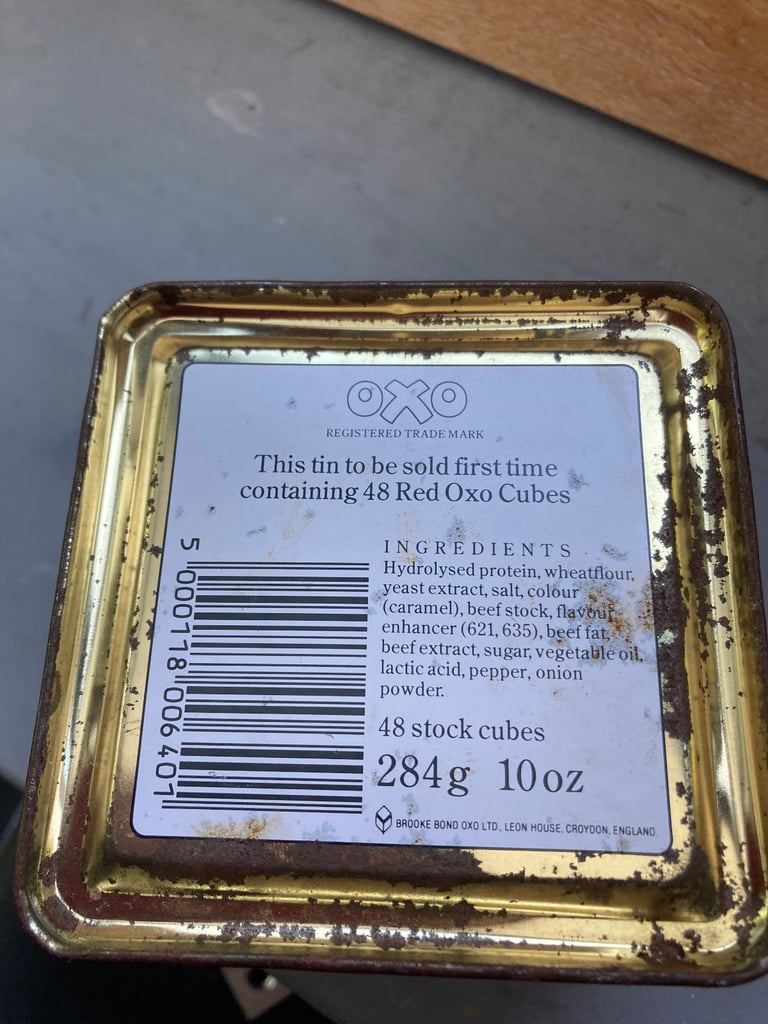 OXO
REGISTERED TRADE MARK
This tin to be sold first time
containing 48 Red Oxo Cubes
INGREDIENTS
Hydrolysed protein, wheatflour,
yeast extract, salt, colour
(caramel), beef stock, flavour
enhancer (621, 635), beef fat,
beef extract, sugar, vegetable oil,
lactic acid, pepper, onion
powder.
48 stock cubes
284g 10oz
BROOKE BOND OXO LTD., LEON HOUSE, CROYDON, ENGLAND.
5 000118 006401